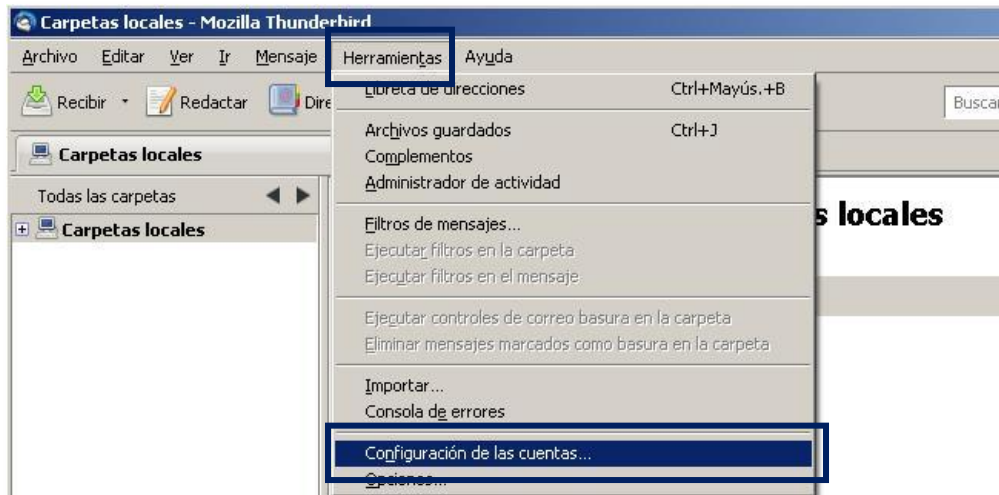 Carpetas locales - Mozilla Thunderbird
Archivo Editar Ver Ir Mensaje Herramientas Ayuda
Recibir Redactar Dire
Busca
Libreta de direcciones Ctrl+Mayús.+B
Archivos guardados Ctrl+J
Complementos
Administrador de actividad
Filtros de mensajes...
Ejecutar filtros en la carpeta
Ejecutar filtros en el mensaje
Ejecutar controles de correo basura en la carpeta
Eliminar mensajes marcados como basura en la carpeta
Importar...
Consola de errores
Configuración de las cuentas...
Opciones...
Carpetas locales
Todas las carpetas
Carpetas locales
s locales